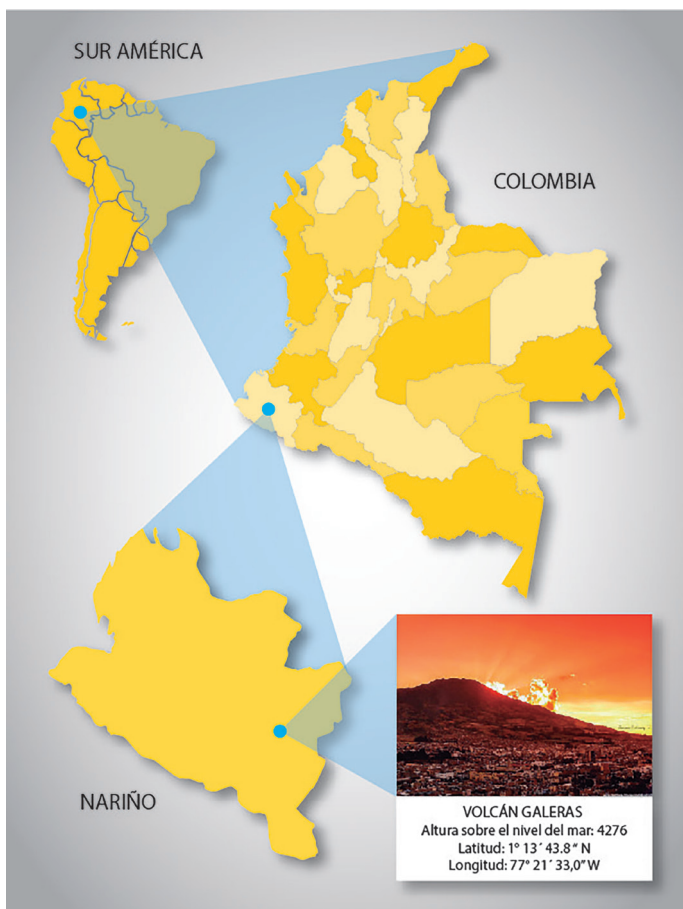 SUR AMÉRICA
COLOMBIA
NARIÑO
VOLCÁN GALERAS
Altura sobre el nivel del mar: 4276
Latitud: 1° 13´ 43.8“ N
Longitud: 77° 21´ 33,0” W